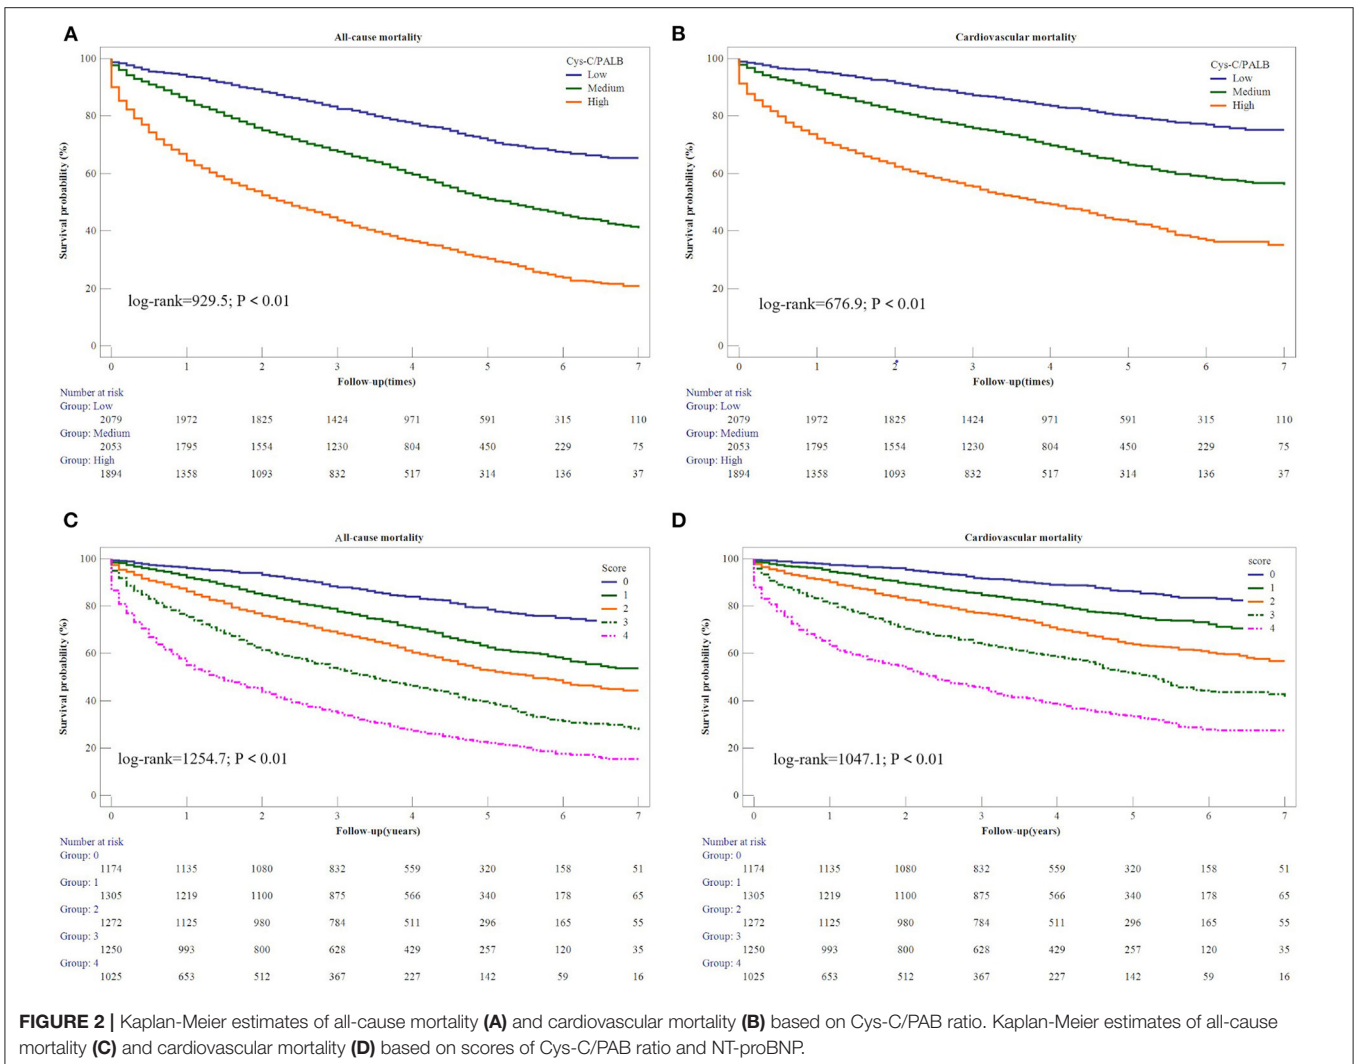 A
All-cause mortality
Survival probability (%)
100
80
60
40
20
0
Cys-C/PALB
Low
Medium
High
log-rank=929.5; P < 0.01
0 1 2 3 4 5 6 7
Follow-up(times)
Number at risk
Group: Low
2079 1972 1825 1424 971 591 315 110
Group: Medium
2053 1795 1554 1230 804 450 229 75
Group: High
1894 1358 1093 832 517 314 136 37
B
Cardiovascular mortality
Survival probability (%)
100
80
60
40
20
0
Cys-C/PALB
Low
Medium
High
log-rank=676.9; P < 0.01
0 1 2 3 4 5 6 7
Follow-up(times)
Number at risk
Group: Low
2079 1972 1825 1424 971 591 315 110
Group: Medium
2053 1795 1554 1230 804 450 229 75
Group: High
1894 1358 1093 832 517 314 136 37
C
All-cause mortality
Survival probability (%)
100
80
60
40
20
0
Score
0
1
2
3
4
log-rank=1254.7; P < 0.01
0 1 2 3 4 5 6 7
Follow-up(yuears)
Number at risk
Group: 0
1174 1135 1080 832 559 320 158 51
Group: 1
1305 1219 1100 875 566 340 178 65
Group: 2
1272 1125 980 784 511 296 165 55
Group: 3
1250 993 800 628 429 257 120 35
Group: 4
1025 653 512 367 227 142 59 16
D
Cardiovascular mortality
Survival probability (%)
100
80
60
40
20
0
score
0
1
2
3
4
log-rank=1047.1; P < 0.01
0 1 2 3 4 5 6 7
Follow-up(years)
Number at risk
Group: 0
1174 1135 1080 832 559 320 158 51
Group: 1
1305 1219 1100 875 566 340 178 65
Group: 2
1272 1125 980 784 511 296 165 55
Group: 3
1250 993 800 628 429 257 120 35
Group: 4
1025 653 512 367 227 142 59 16
FIGURE 2 | Kaplan-Meier estimates of all-cause mortality (A) and cardiovascular mortality (B) based on Cys-C/PAB ratio. Kaplan-Meier estimates of all-cause
mortality (C) and cardiovascular mortality (D) based on scores of Cys-C/PAB ratio and NT-proBNP.